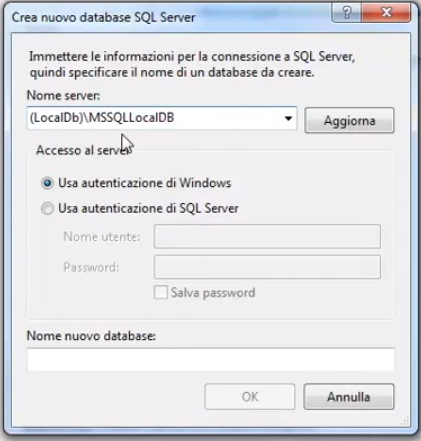 Crea nuovo database SQL Server
Immettere le informazioni per la connessione a SQL Server,
quindi specificare il nome di un database da creare.
Nome server:
(LocalDb)\MSSQLLocalDB
Aggiorna
Accesso al server
Usa autenticazione di Windows
Usa autenticazione di SQL Server
Nome utente:
Password:
Salva password
Nome nuovo database:
OK
Annulla